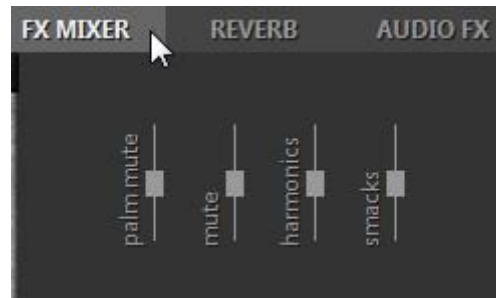 FX MIXER REVERB AUDIO FX
palm mute
mute
harmonics
smacks